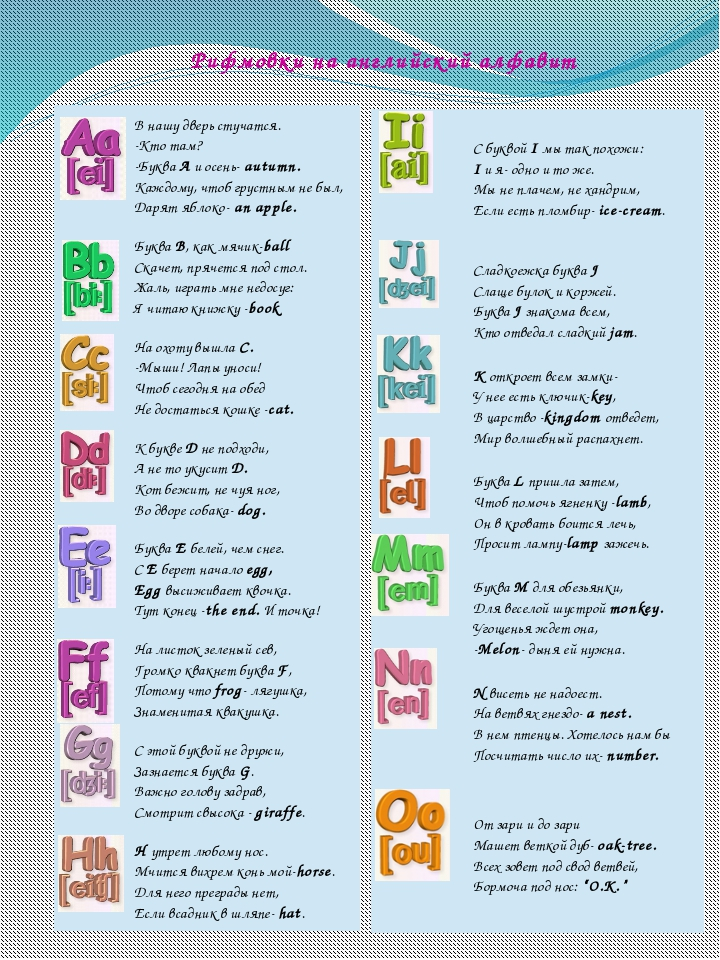 Рифмовки на английский алфавит
Aa
[ei]
В нашу дверь стучатся.
-Кто там?
-Буква A и осень- autumn.
Каждому, чтоб грустным не был,
Дарят яблоко- an apple.
Bb
[bi:]
Буква B, как мячик-ball
Скачет, прячется под стол.
Жаль, играть мне недосуг:
Я читаю книжку -book
Cc
[si:]
На охоту вышла C.
-Мыши! Лапы уноси!
Чтоб сегодня на обед
Не достаться кошке -cat.
Dd
[di:]
К букве D не подходи,
А не то укусит D.
Кот бежит, не чуя ног,
Во дворе собака- dog.
Ee
[i:]
Буква E белей, чем снег.
С E берет начало egg,
Egg высиживает квочка.
Тут конец -the end. И точка!
Ff
[ef]
На листок зеленый сев,
Громко квакнет буква F,
Потому что frog- лягушка,
Знаменитая квакушка.
Gg
[dʒi:]
С этой буквой не дружи,
Зазнается буква G.
Важно голову задрав,
Смотрит свысока - giraffe.
Hh
[eitʃ]
H утрет любому нос.
Мчится вихрем конь мой-horse.
Для него преграды нет,
Если всадник в шляпе- hat.
Ii
[ai]
С буквой I мы так похожи:
I и я- одно и то же.
Мы не плачем, не хандрим,
Если есть пломбир- ice-cream.
Jj
[dʒei]
Сладкоежка буква J
Слаще булок и коржей.
Буква J знакома всем,
Кто отведал сладкий jam.
Kk
[kei]
K откроет всем замки-
У нее есть ключик-key,
В царство -kingdom отведет,
Мир волшебный распахнет.
Ll
[el]
Буква L пришла затем,
Чтоб помочь ягненку -lamb,
Он в кровать боится лечь,
Просит лампу-lamp зажечь.
Mm
[em]
Буква M для обезьянки,
Для веселой шустрой monkey.
Угощенья ждет она,
-Melon- дыня ей нужна.
Nn
[en]
N висеть не надоест.
На ветвях гнездо- a nest.
В нем птенцы. Хотелось нам бы
Посчитать число их- number.
Oo
[ou]
От зари и до зари
Машет веткой дуб- oak-tree.
Всех зовет под свод ветвей,
Бормоча под нос: "O.K."